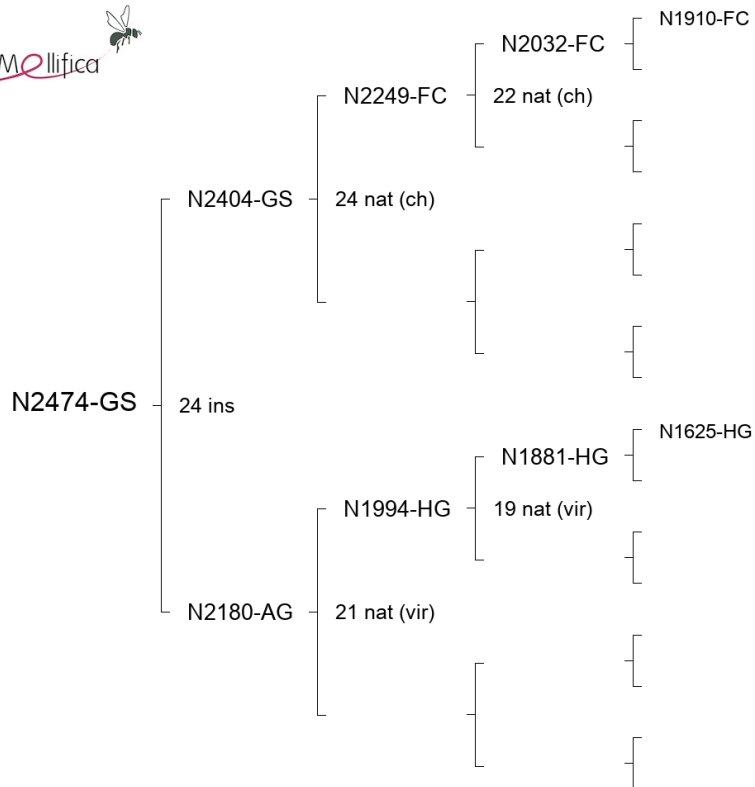 Mellifica
N1910-FC
N2032-FC
N2249-FC
22 nat (ch)
N2404-GS
24 nat (ch)
N2474-GS
24 ins
N1625-HG
N1881-HG
N1994-HG
19 nat (vir)
N2180-AG
21 nat (vir)